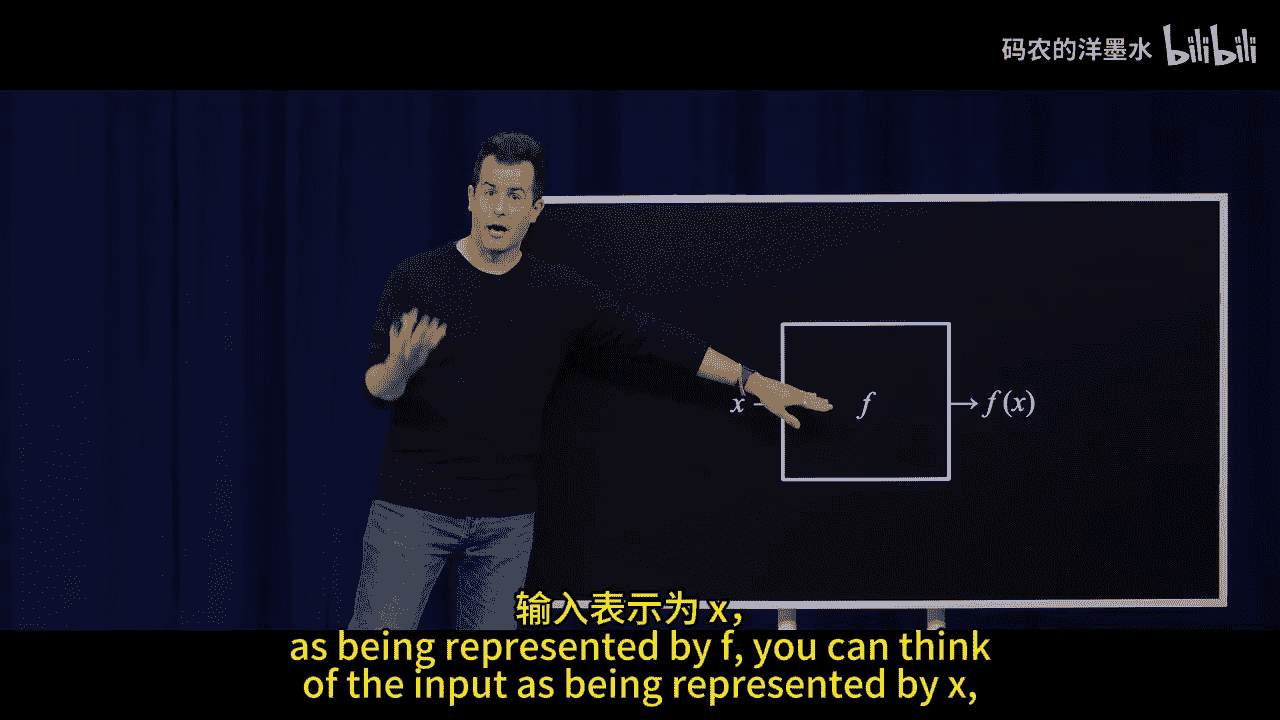 码农的洋墨水 bilibili
x → f → f(x)
输入表示为 x，
as being represented by f, you can think
of the input as being represented by x,